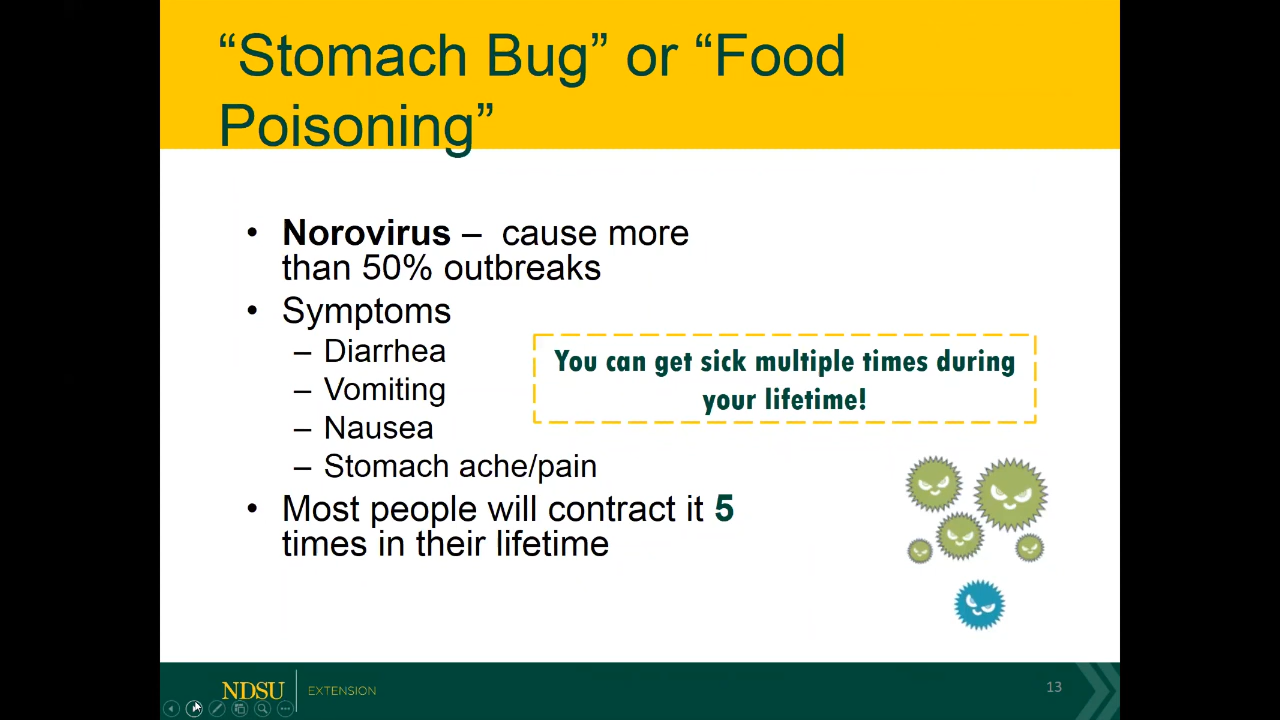 “Stomach Bug” or “Food
Poisoning”
• Norovirus – cause more
than 50% outbreaks
• Symptoms
– Diarrhea
– Vomiting
– Nausea
– Stomach ache/pain
You can get sick multiple times during
your lifetime!
• Most people will contract it 5
times in their lifetime
NDSU EXTENSION
13